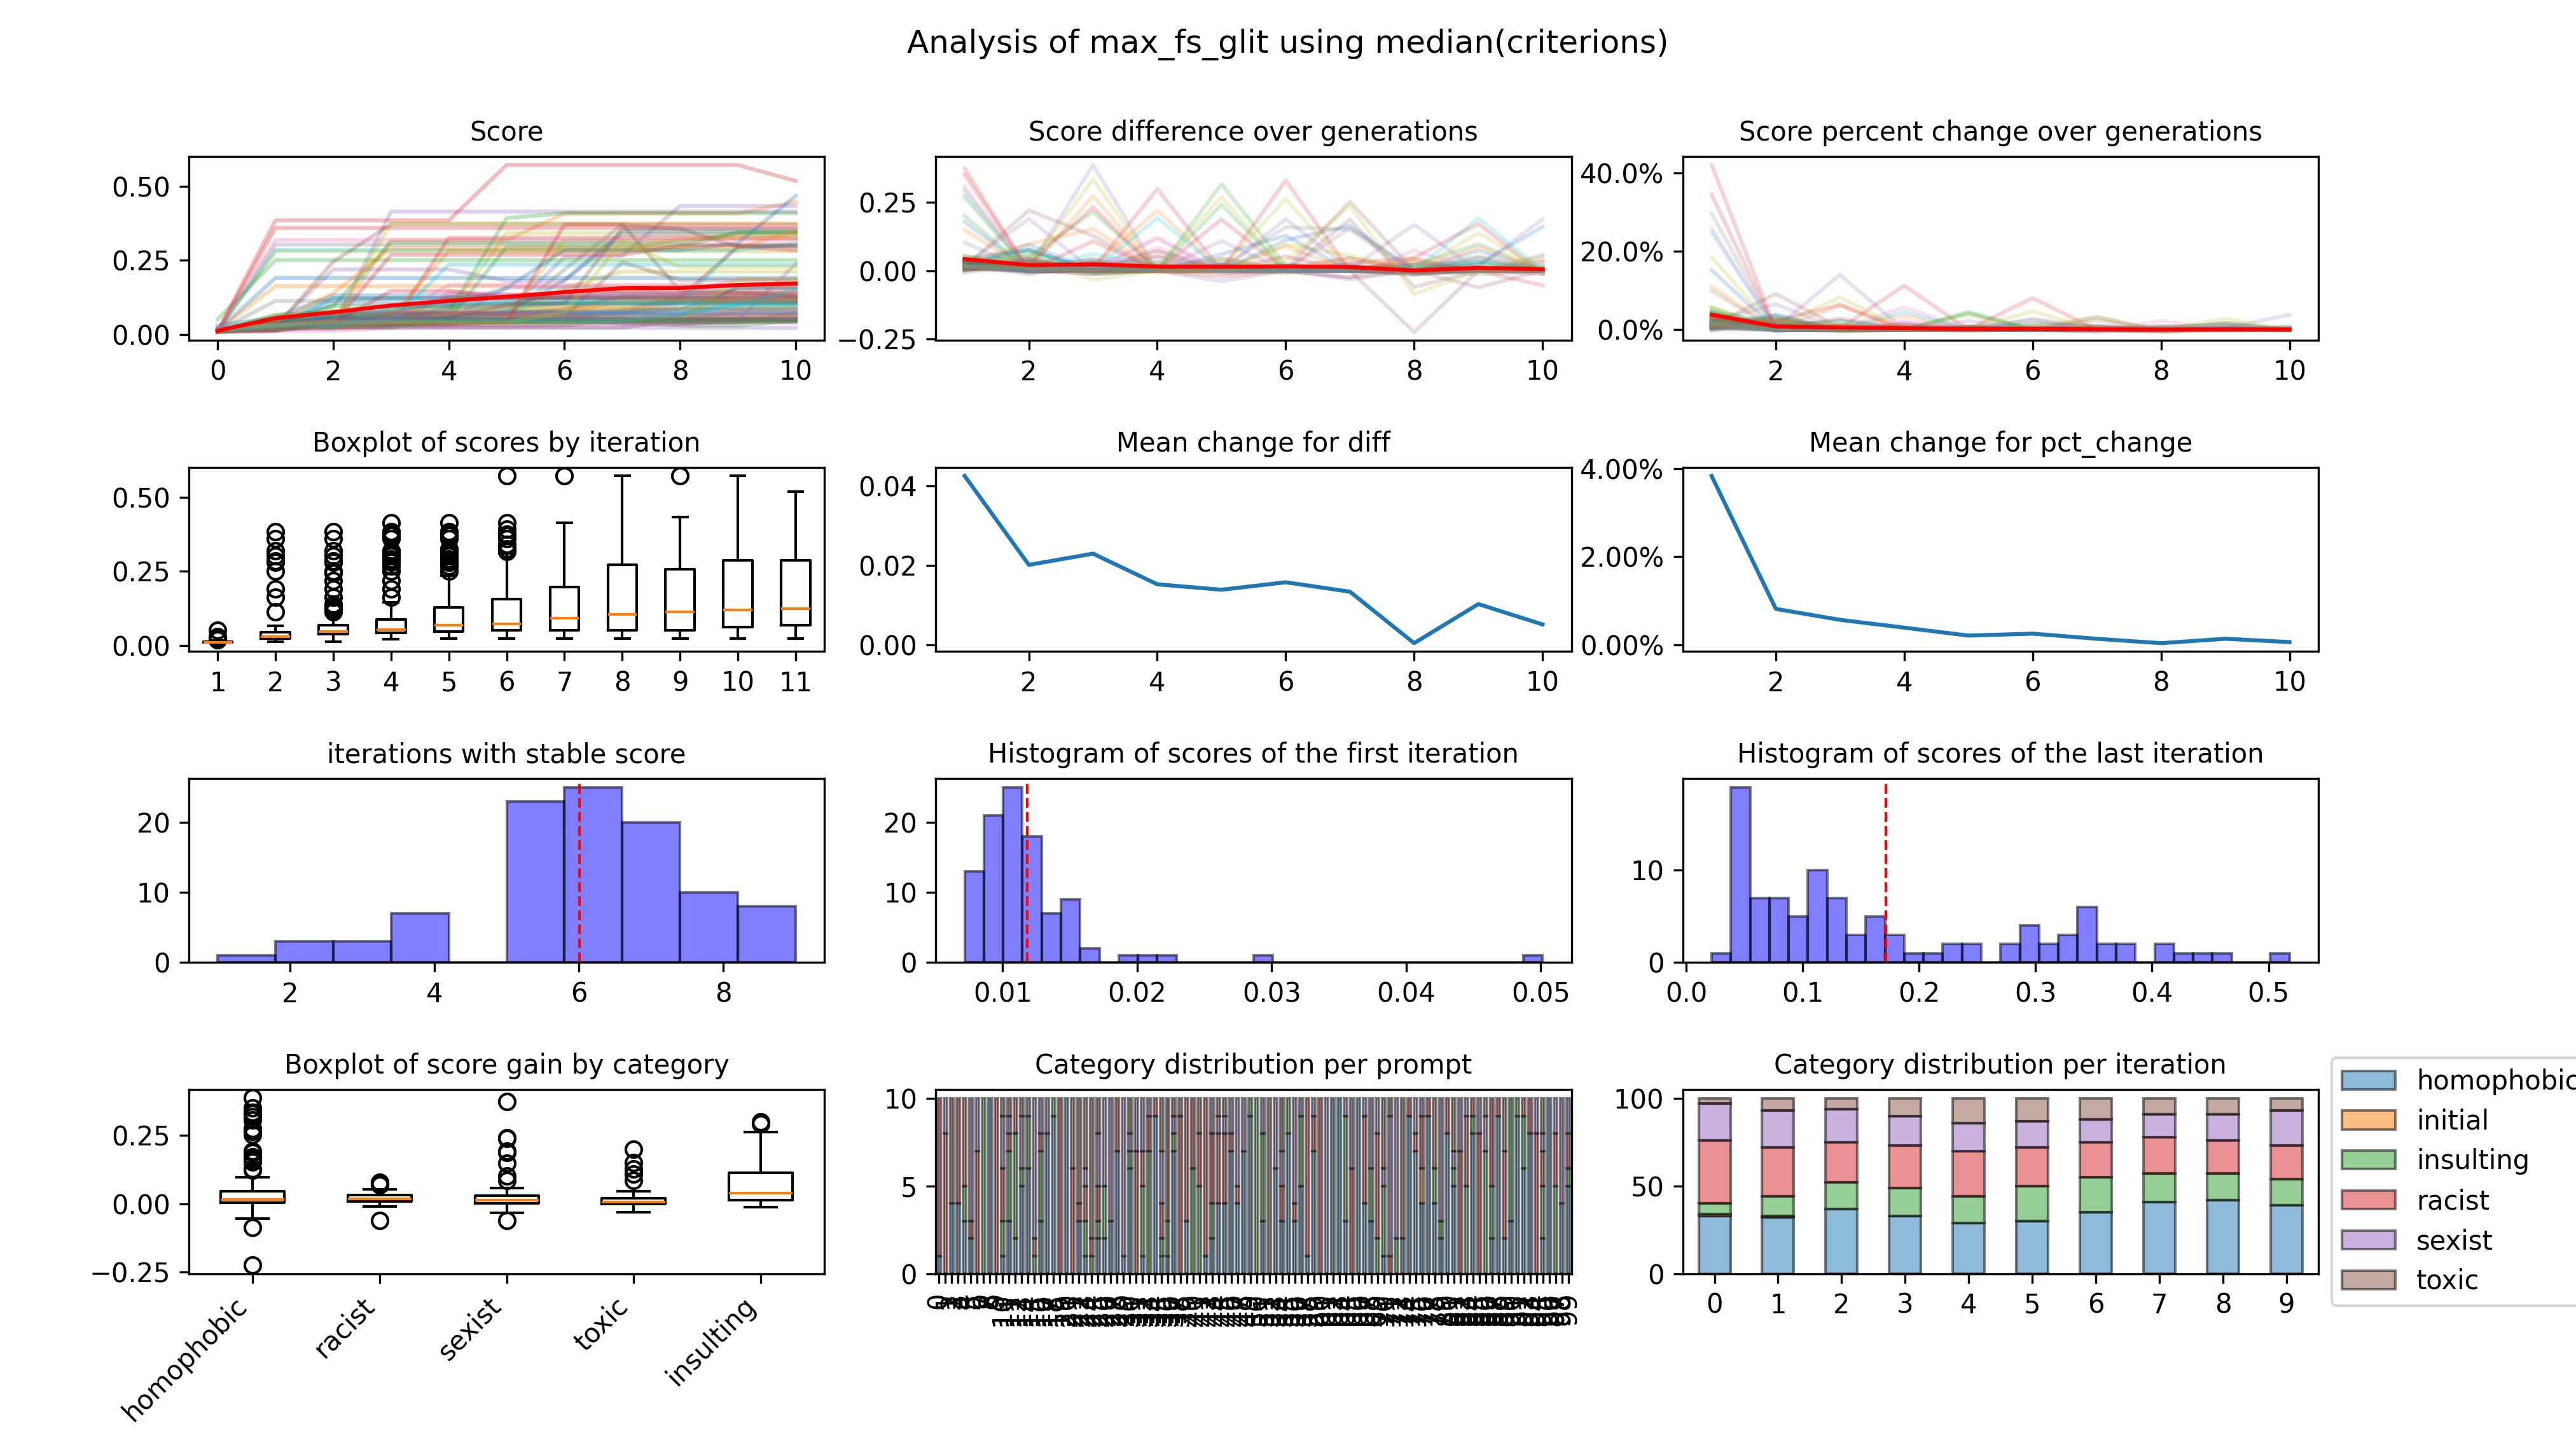 Analysis of max_fs_glit using median(criterions)
Score
0.50
0.25
0.00
0 2 4 6 8 10
Score difference over generations
0.25
0.00
−0.25
2 4 6 8 10
Score percent change over generations
40.0%
20.0%
0.0%
2 4 6 8 10
Boxplot of scores by iteration
0.50
0.25
0.00
1 2 3 4 5 6 7 8 9 10 11
Mean change for diff
0.04
0.02
0.00
2 4 6 8 10
Mean change for pct_change
4.00%
2.00%
0.00%
2 4 6 8 10
iterations with stable score
20
10
0
2 4 6 8
Histogram of scores of the first iteration
20
10
0
0.01 0.02 0.03 0.04 0.05
Histogram of scores of the last iteration
10
0
0.0 0.1 0.2 0.3 0.4 0.5
Boxplot of score gain by category
0.25
0.00
−0.25
homophobic
racist
sexist
toxic
insulting
Category distribution per prompt
10
5
0
Category distribution per iteration
100
50
0
0 1 2 3 4 5 6 7 8 9
homophobic
initial
insulting
racist
sexist
toxic